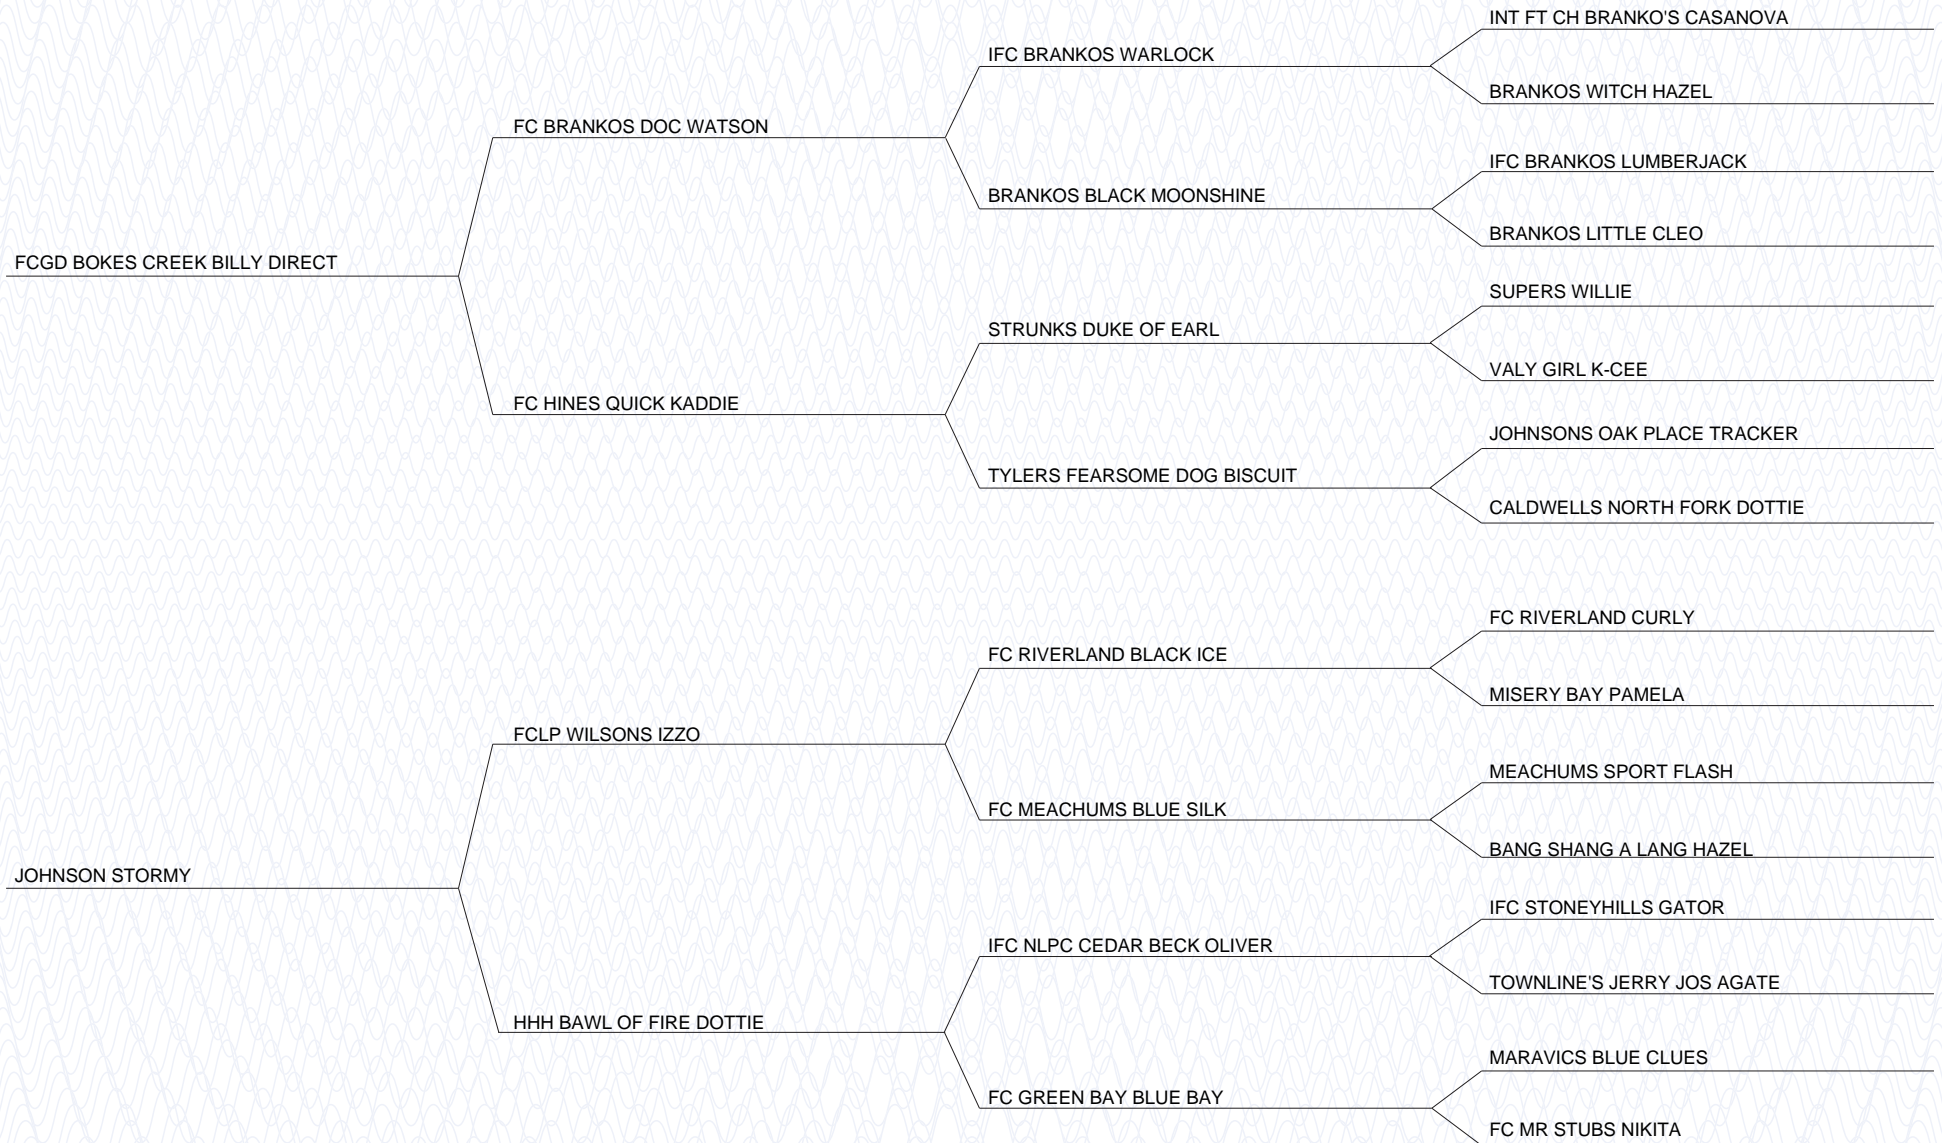 INT FT CH BRANKO'S CASANOVA
IFC BRANKOS WARLOCK
BRANKOS WITCH HAZEL
FC BRANKOS DOC WATSON
IFC BRANKOS LUMBERJACK
BRANKOS BLACK MOONSHINE
BRANKOS LITTLE CLEO
FCGD BOKES CREEK BILLY DIRECT
SUPERS WILLIE
STRUNKS DUKE OF EARL
VALY GIRL K-CEE
FC HINES QUICK KADDIE
JOHNSONS OAK PLACE TRACKER
TYLERS FEARSOME DOG BISCUIT
CALDWELLS NORTH FORK DOTTIE
FC RIVERLAND CURLY
FC RIVERLAND BLACK ICE
MISERY BAY PAMELA
FCLP WILSONS IZZO
MEACHUMS SPORT FLASH
FC MEACHUMS BLUE SILK
BANG SHANG A LANG HAZEL
JOHNSON STORMY
IFC STONEYHILLS GATOR
IFC NLPC CEDAR BECK OLIVER
TOWNLINE'S JERRY JOS AGATE
HHH BAWL OF FIRE DOTTIE
MARAVICS BLUE CLUES
FC GREEN BAY BLUE BAY
FC MR STUBS NIKITA